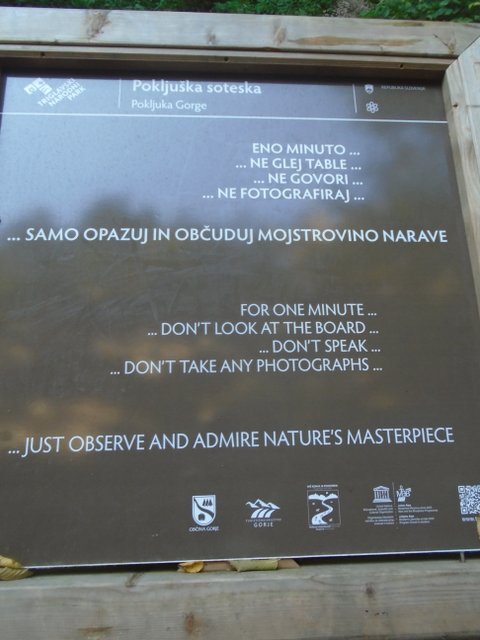 TRIGLAVSKI
NARODNI
PARK
Pokljuška soteska
Pokljuka Gorge
REPUBLIKA SLOVENIJA
ENO MINUTO ...
... NE GLEJ TABLE ...
... NE GOVORI ...
... NE FOTOGRAFIRAJ ...
... SAMO OPAZUJ IN OBČUDUJ MOJSTROVINO NARAVE
FOR ONE MINUTE ...
... DON'T LOOK AT THE BOARD ...
... DON'T SPEAK ...
... DON'T TAKE ANY PHOTOGRAPHS ...
... JUST OBSERVE AND ADMIRE NATURE'S MASTERPIECE
OBČINA GORJE
GORJE